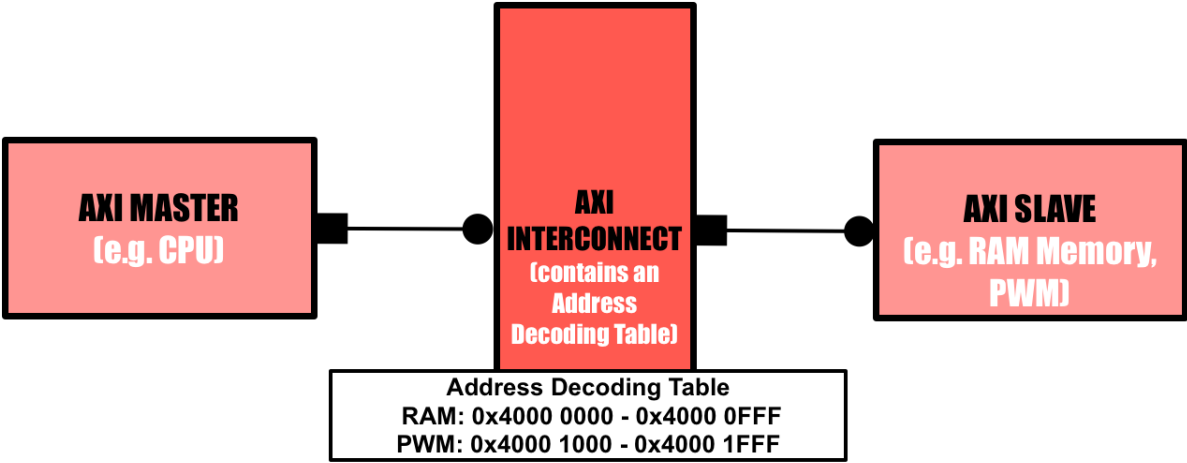 AXI MASTER
(e.g. CPU)
AXI
INTERCONNECT
(contains an
Address
Decoding Table)
AXI SLAVE
(e.g. RAM Memory,
PWM)
Address Decoding Table
RAM: 0x4000 0000 - 0x4000 0FFF
PWM: 0x4000 1000 - 0x4000 1FFF